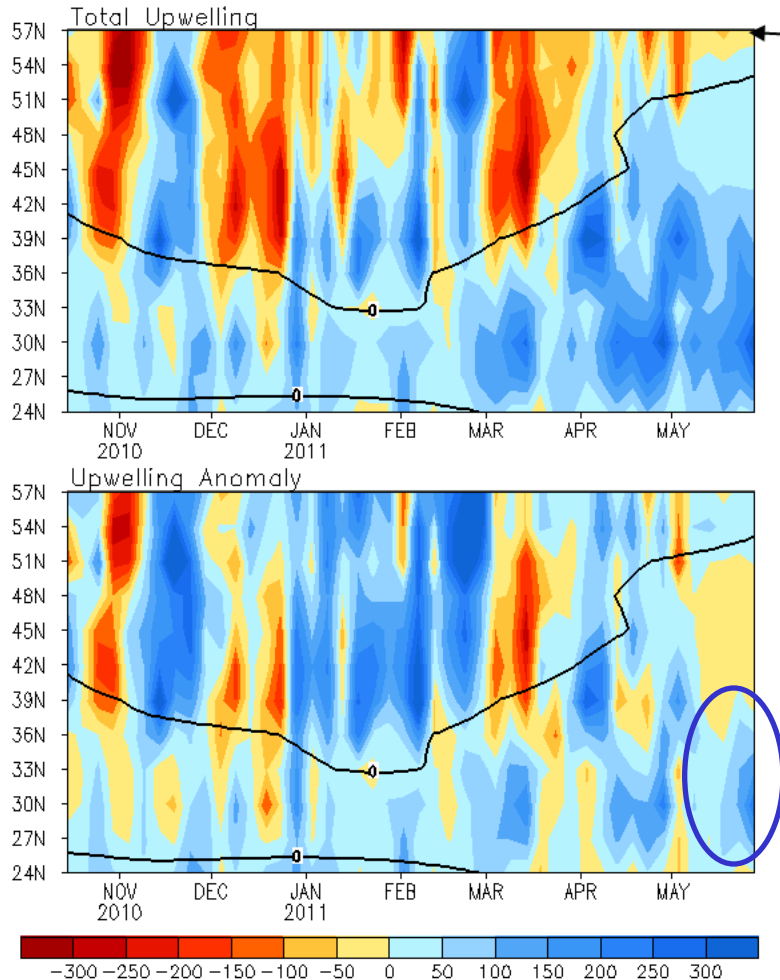 Total Upwelling
57N
54N
51N
48N
45N
42N
39N
36N
33N
30N
27N
24N
0
0
NOV DEC JAN FEB MAR APR MAY
2010 2011
Upwelling Anomaly
57N
54N
51N
48N
45N
42N
39N
36N
33N
30N
27N
24N
0
0
NOV DEC JAN FEB MAR APR MAY
2010 2011
-300 -250 -200 -150 -100 -50 0 50 100 150 200 250 300